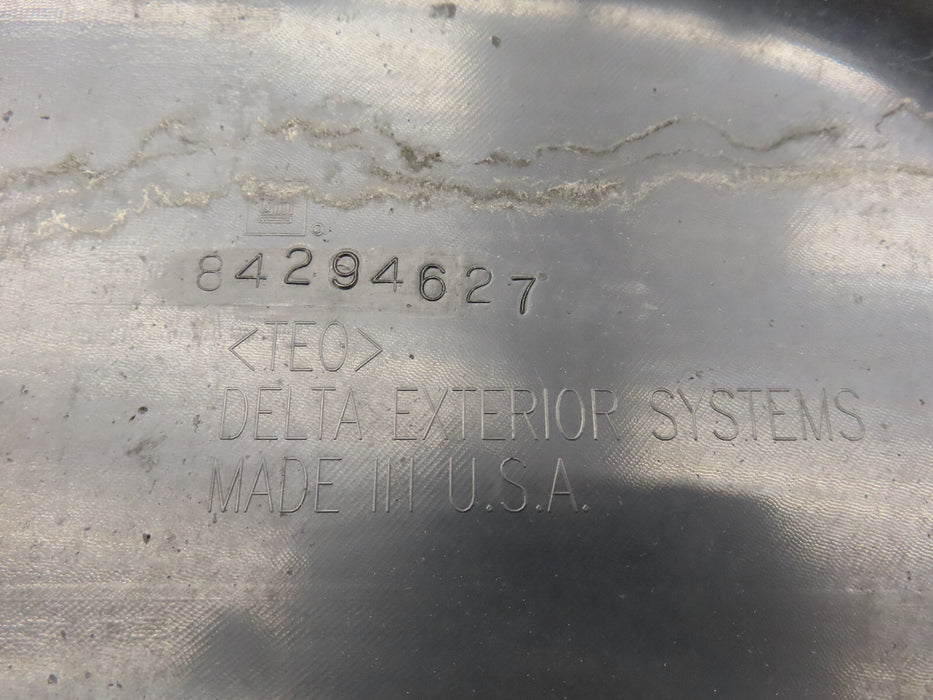 84294627
<TEO>
DELTA EXTERIOR SYSTEMS
MADE IN U.S.A.